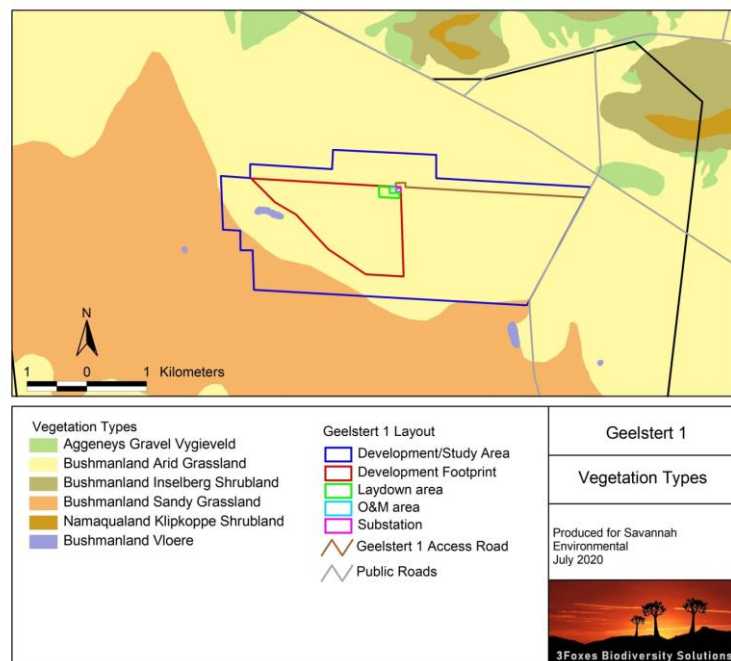 N
1 0 1 Kilometers
Vegetation Types
Aggeneys Gravel Vygieveld
Bushmanland Arid Grassland
Bushmanland Inselberg Shrubland
Bushmanland Sandy Grassland
Namaqualand Klipkoppe Shrubland
Bushmanland Vloere
Geelstert 1 Layout
Development/Study Area
Development Footprint
Laydown area
O&M area
Substation
Geelstert 1 Access Road
Public Roads
Geelstert 1
Vegetation Types
Produced for Savannah
Environmental
July 2020
3Foxes Biodiversity Solutions